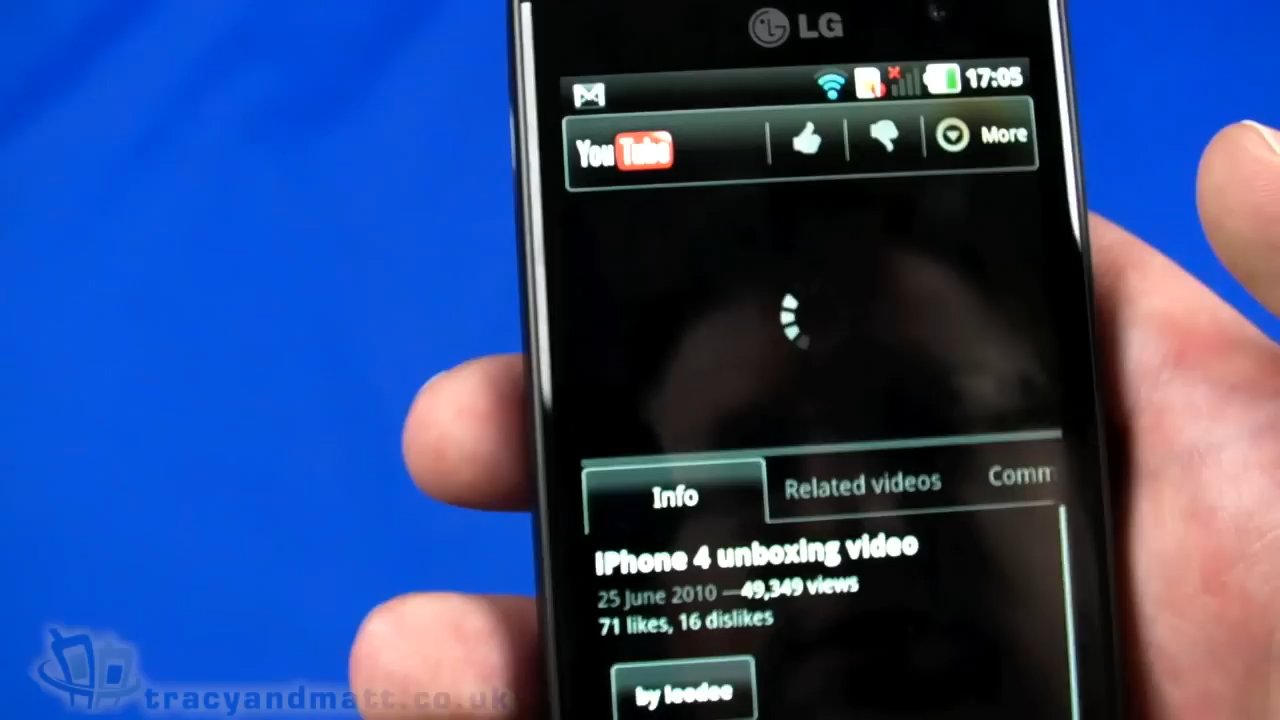 LG
17:05
YouTube
More
Info
Related videos
Comm
iPhone 4 unboxing video
25 June 2010 — 49,349 views
71 likes, 16 dislikes
by leodee
tracyandmatt.co.uk